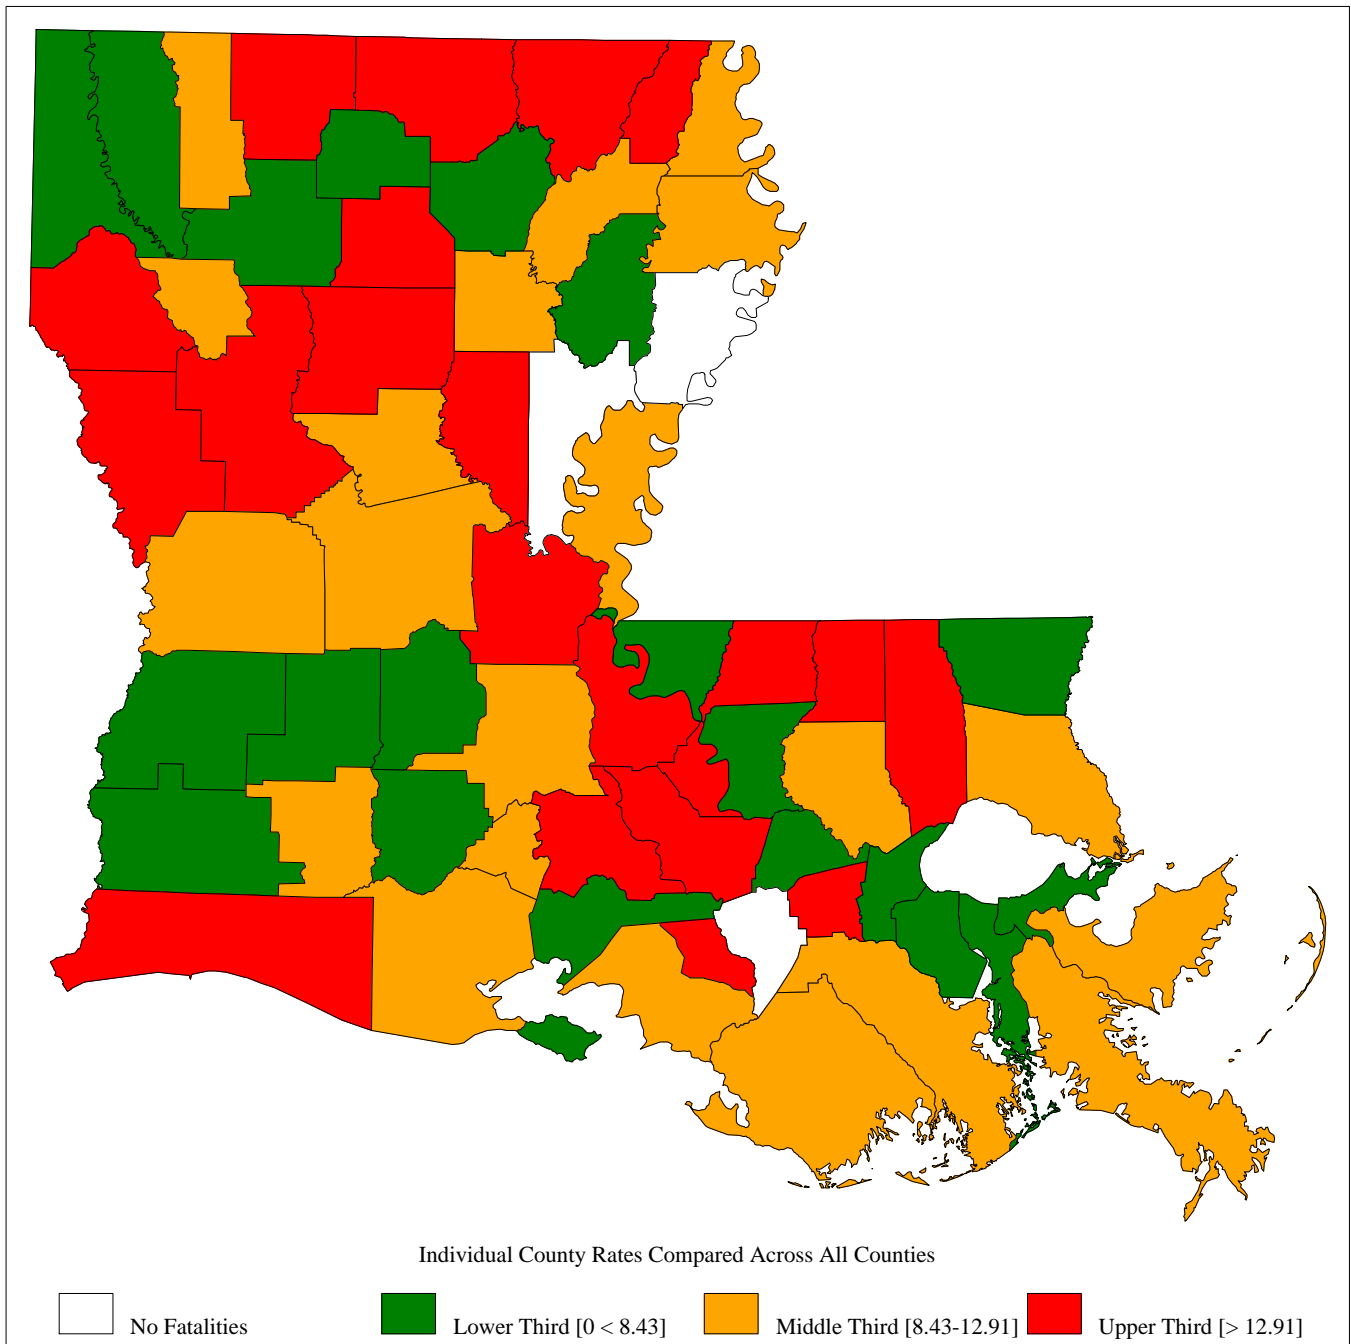 Individual County Rates Compared Across All Counties
No Fatalities Lower Third [0 < 8.43] Middle Third [8.43-12.91] Upper Third [> 12.91]